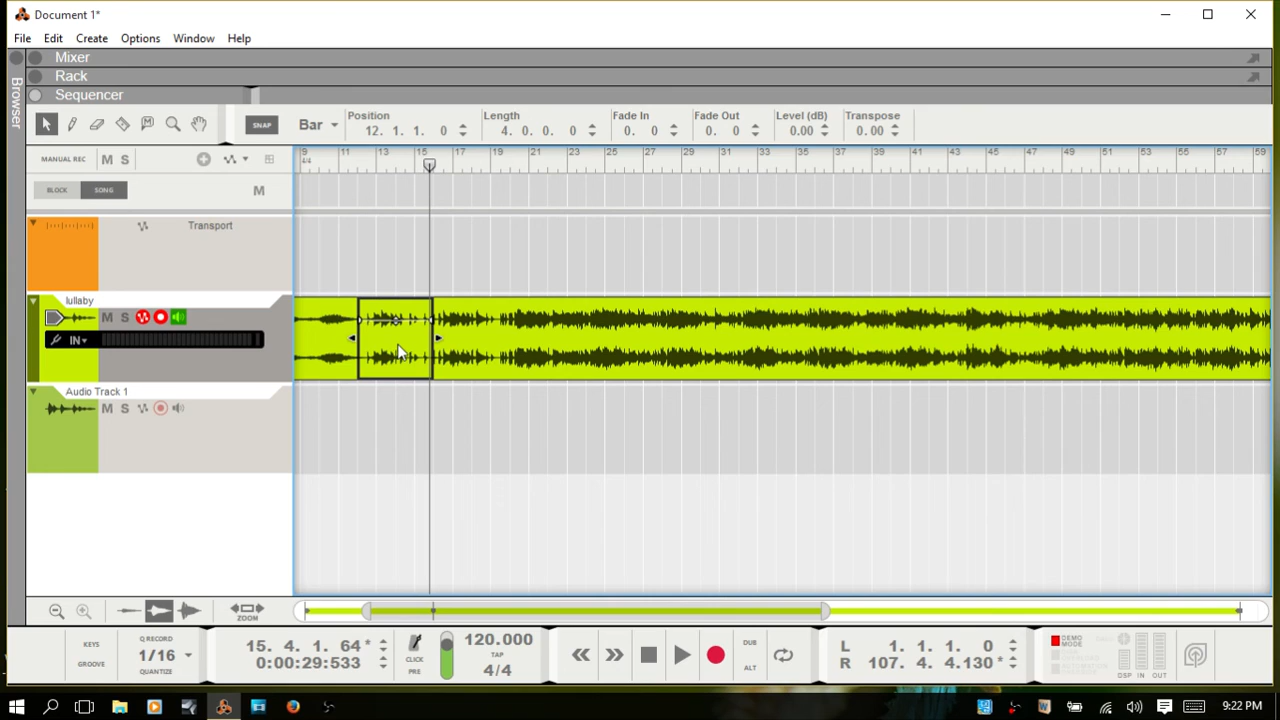 Document 1*
File Edit Create Options Window Help
Browser
Mixer
Rack
Sequencer
SNAP Bar Position 12. 1. 1. 0 Length 4. 0. 0. 0 Fade In 0. 0 Fade Out 0. 0 Level (dB) 0.00 Transpose 0.00
MANUAL REC M S
9 11 13 15 17 19 21 23 25 27 29 31 33 35 37 39 41 43 45 47 49 51 53 55 57 59
4/4
BLOCK SONG M
Transport
lullaby
M S
IN
Audio Track 1
M S
ZOOM
KEYS
GROOVE
Q RECORD
1/16
QUANTIZE
15. 4. 1. 64 *
0:00:29:533
CLICK
PRE
120.000
TAP
4/4
DUB
ALT
L 1. 1. 1. 0
R 107. 4. 4.130 *
DEMO
MODE
DSP IN OUT
9:22 PM